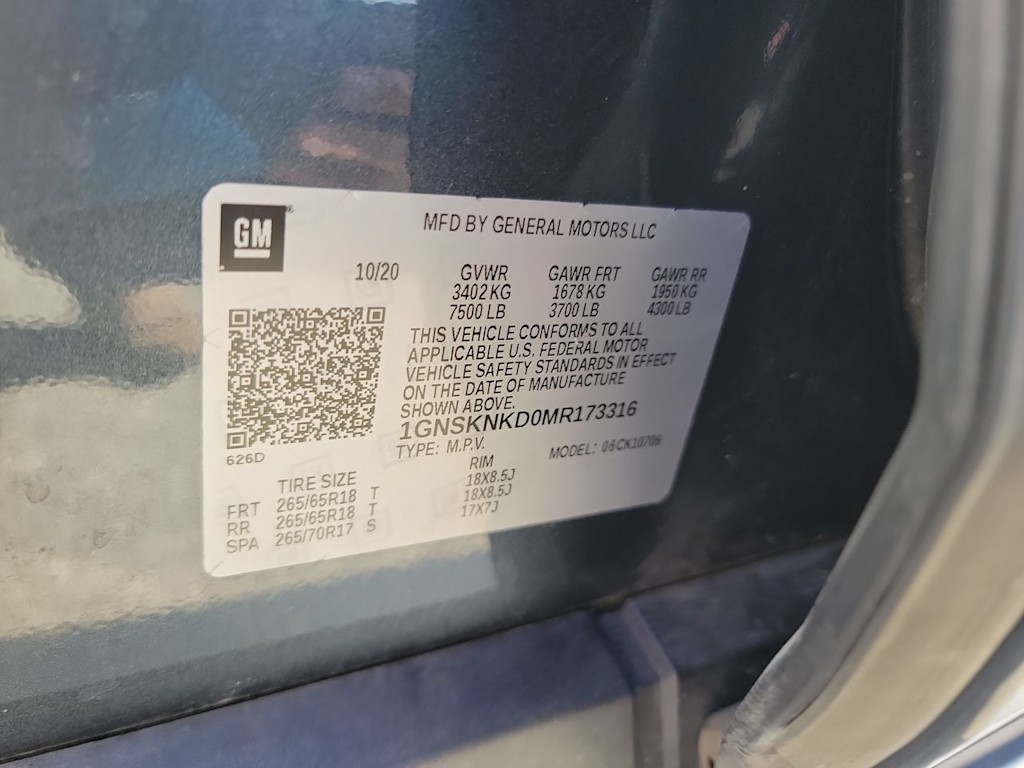 GM
MFD BY GENERAL MOTORS LLC
10/20 GVWR GAWR FRT GAWR RR
3402 KG 1678 KG 1950 KG
7500 LB 3700 LB 4300 LB
THIS VEHICLE CONFORMS TO ALL
APPLICABLE U.S. FEDERAL MOTOR
VEHICLE SAFETY STANDARDS IN EFFECT
ON THE DATE OF MANUFACTURE
SHOWN ABOVE.
1GNSKNKD0MR173316
TYPE: M.P.V. MODEL: 06CK10706
626D
TIRE SIZE RIM
FRT 265/65R18 T 18X8.5J
RR 265/65R18 T 18X8.5J
SPA 265/70R17 S 17X7J